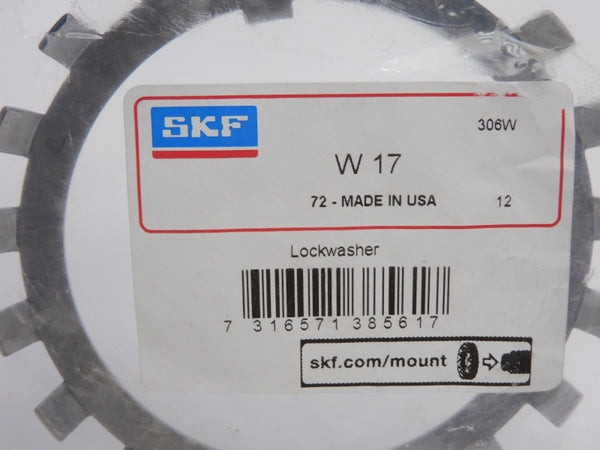 SKF
306W
W 17
72 - MADE IN USA 12
Lockwasher
7 316571 385617
skf.com/mount